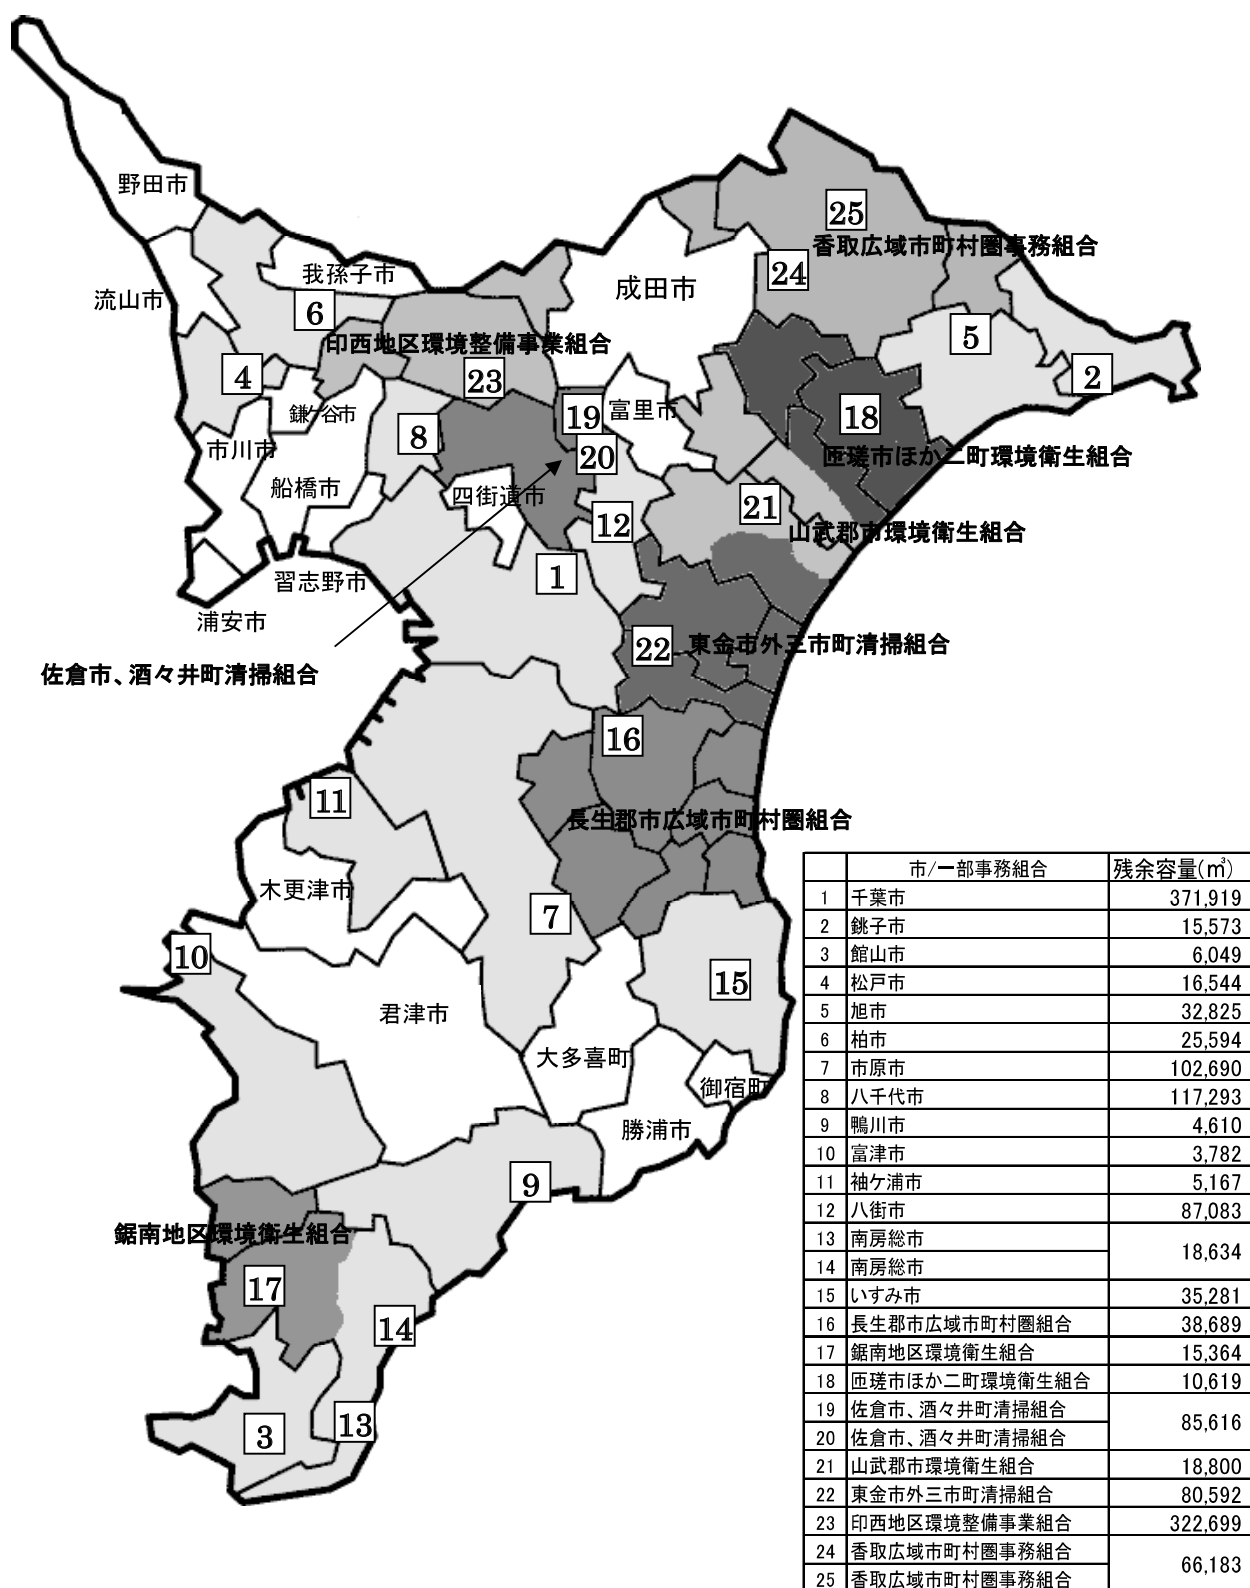 野田市
25
香取広域市町村圏事務組合
24
我孫子市
成田市
流山市
6
印西地区環境整備事業組合
5
4
23
2
鎌ケ谷市
19
富里市
18
8
市川市
20
匝瑳市ほか二町環境衛生組合
船橋市
四街道市
21
12
山武郡市環境衛生組合
1
習志野市
浦安市
22
東金市外三市町清掃組合
佐倉市、酒々井町清掃組合
16
11
長生郡市広域市町村圏組合
木更津市
7
10
15
君津市
大多喜町
御宿町
勝浦市
9
鋸南地区環境衛生組合
17
14
13
3
市/一部事務組合 残余容量(㎥)
1 千葉市 371,919
2 銚子市 15,573
3 館山市 6,049
4 松戸市 16,544
5 旭市 32,825
6 柏市 25,594
7 市原市 102,690
8 八千代市 117,293
9 鴨川市 4,610
10 富津市 3,782
11 袖ケ浦市 5,167
12 八街市 87,083
13 南房総市 18,634
14 南房総市
15 いすみ市 35,281
16 長生郡市広域市町村圏組合 38,689
17 鋸南地区環境衛生組合 15,364
18 匝瑳市ほか二町環境衛生組合 10,619
19 佐倉市、酒々井町清掃組合 85,616
20 佐倉市、酒々井町清掃組合
21 山武郡市環境衛生組合 18,800
22 東金市外三市町清掃組合 80,592
23 印西地区環境整備事業組合 322,699
24 香取広域市町村圏事務組合 66,183
25 香取広域市町村圏事務組合